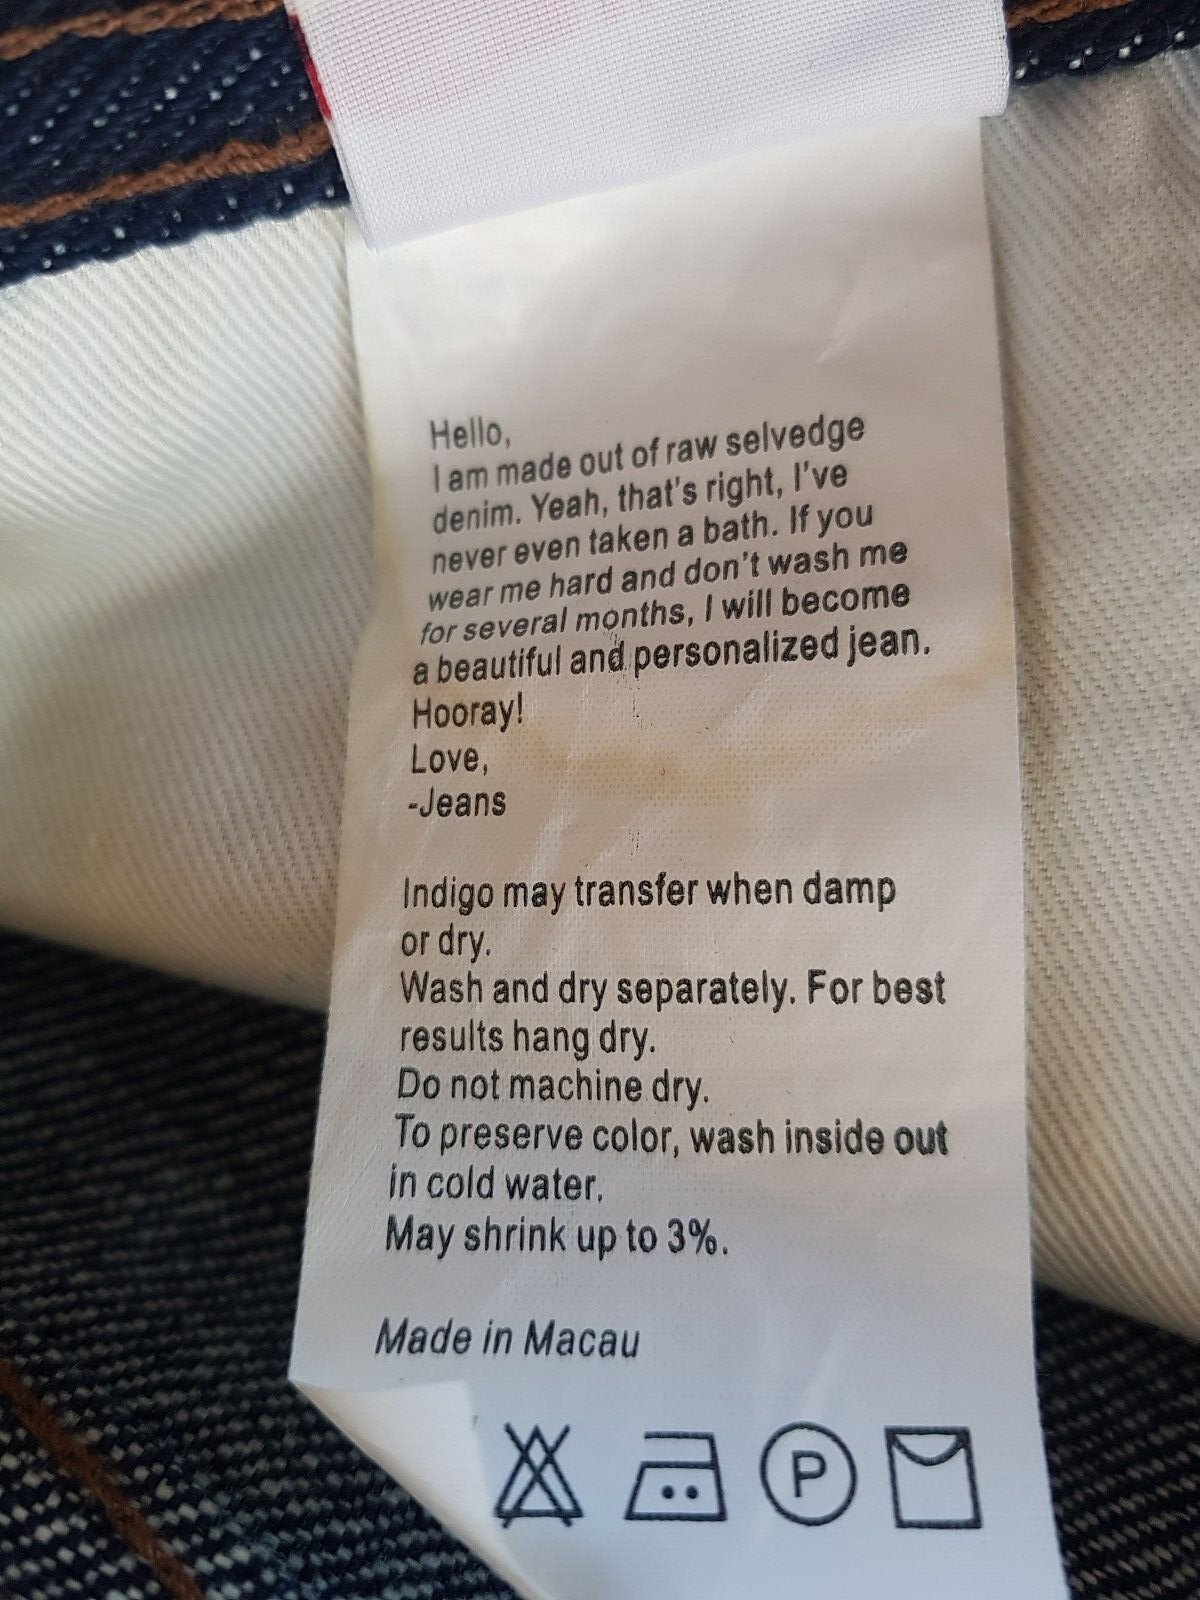 Hello,
I am made out of raw selvedge
denim. Yeah, that's right, I've
never even taken a bath. If you
wear me hard and don't wash me
for several months, I will become
a beautiful and personalized jean.
Hooray!
Love,
-Jeans
Indigo may transfer when damp
or dry.
Wash and dry separately. For best
results hang dry.
Do not machine dry.
To preserve color, wash inside out
in cold water.
May shrink up to 3%.
Made in Macau
P